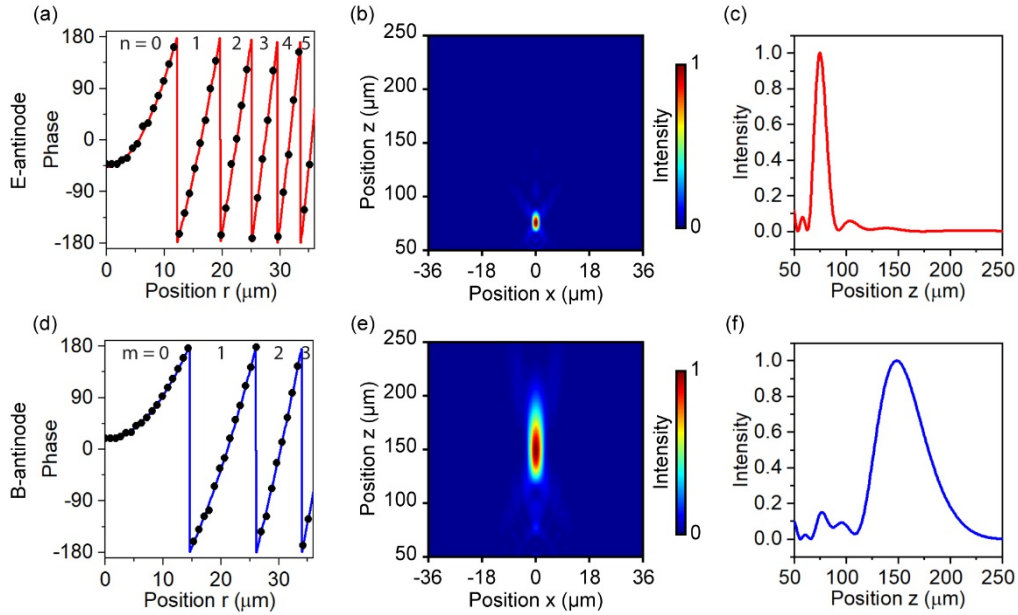 (a)
(b)
(c)
E-antinode
Phase
180
90
0
-90
-180
n = 0 1 2 3 4 5
0 10 20 30
Position r (μm)
Position z (μm)
250
200
150
100
50
-36 -18 0 18 36
Position x (μm)
Intensity
1
0
Intensity
1.0
0.8
0.6
0.4
0.2
0.0
50 100 150 200 250
Position z (μm)
(d)
(e)
(f)
B-antinode
Phase
180
90
0
-90
-180
m = 0 1 2 3
0 10 20 30
Position r (μm)
Position z (μm)
250
200
150
100
50
-36 -18 0 18 36
Position x (μm)
Intensity
1
0
Intensity
1.0
0.8
0.6
0.4
0.2
0.0
50 100 150 200 250
Position z (μm)